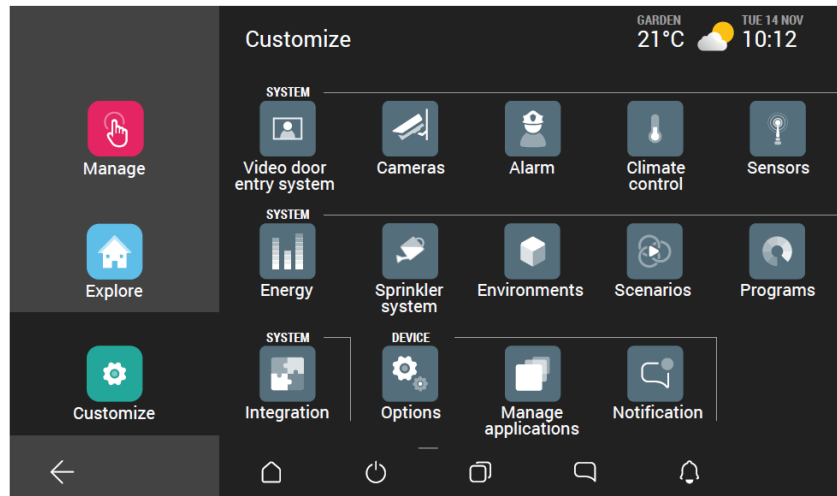 Customize
GARDEN
21°C
TUE 14 NOV
10:12
SYSTEM
Manage
Video door
entry system
Cameras
Alarm
Climate
control
Sensors
SYSTEM
Explore
Energy
Sprinkler
system
Environments
Scenarios
Programs
SYSTEM
DEVICE
Customize
Integration
Options
Manage
applications
Notification